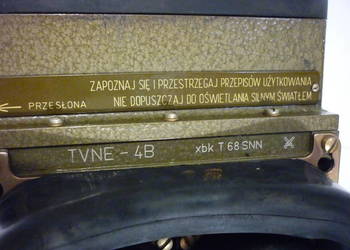 ZAPOZNAJ SIĘ I PRZESTRZEGAJ PRZEPISÓW UŻYTKOWANIA
← PRZESŁONA
NIE DOPUSZCZAJ DO OŚWIETLANIA SILNYM ŚWIATŁEM
TVNE - 4B xbk T 68 SNN